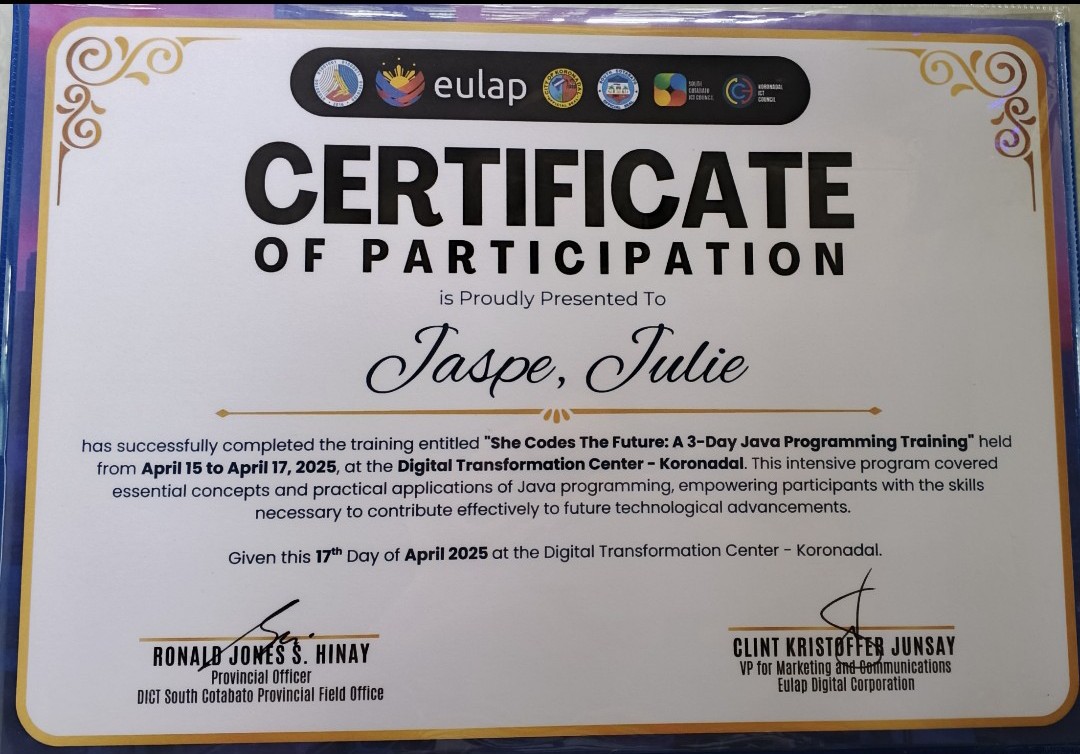 eulap
CITY OF KORONADAL
SOUTH
COTABATO
ICT COUNCIL
KORONADAL
ICT
COUNCIL
CERTIFICATE
OF PARTICIPATION
is Proudly Presented To
Jaspe, Julie
has successfully completed the training entitled "She Codes The Future: A 3-Day Java Programming Training" held
from April 15 to April 17, 2025, at the Digital Transformation Center - Koronadal. This intensive program covered
essential concepts and practical applications of Java programming, empowering participants with the skills
necessary to contribute effectively to future technological advancements.
Given this 17th Day of April 2025 at the Digital Transformation Center - Koronadal.
RONALD JONES S. HINAY
Provincial Officer
DICT South Cotabato Provincial Field Office
CLINT KRISTOFFER JUNSAY
VP for Marketing and Communications
Eulap Digital Corporation